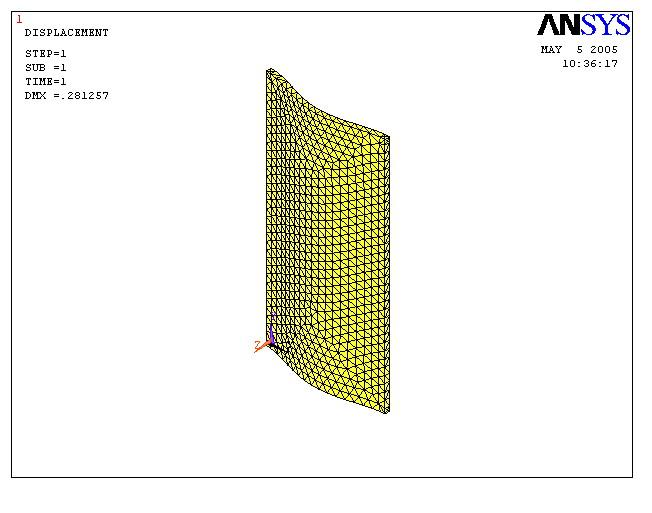 1
DISPLACEMENT
STEP=1
SUB =1
TIME=1
DMX =.281257
ANSYS
MAY 5 2005
10:36:17
Z